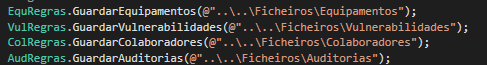 EquRegras.GuardarEquipamentos(@"..\..\Ficheiros\Equipamentos");
VulRegras.GuardarVulnerabilidades(@"..\..\Ficheiros\Vulnerabilidades");
ColRegras.GuardarColaboradores(@"..\..\Ficheiros\Colaboradores");
AudRegras.GuardarAuditorias(@"..\..\Ficheiros\Auditorias");